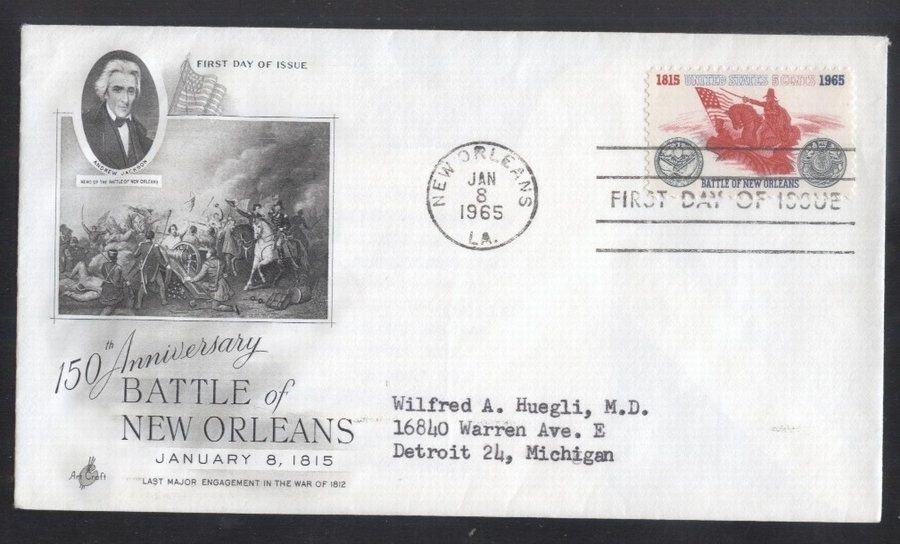 FIRST DAY OF ISSUE
ANDREW JACKSON
HERO OF THE BATTLE OF NEW ORLEANS
150th Anniversary
BATTLE of
NEW ORLEANS
JANUARY 8, 1815
LAST MAJOR ENGAGEMENT IN THE WAR OF 1812
Art Craft
NEW ORLEANS
JAN
8
1965
LA.
1815 UNITED STATES 5 CENTS 1965
BATTLE OF NEW ORLEANS
FIRST DAY OF ISSUE
Wilfred A. Huegli, M.D.
16840 Warren Ave. E
Detroit 24, Michigan